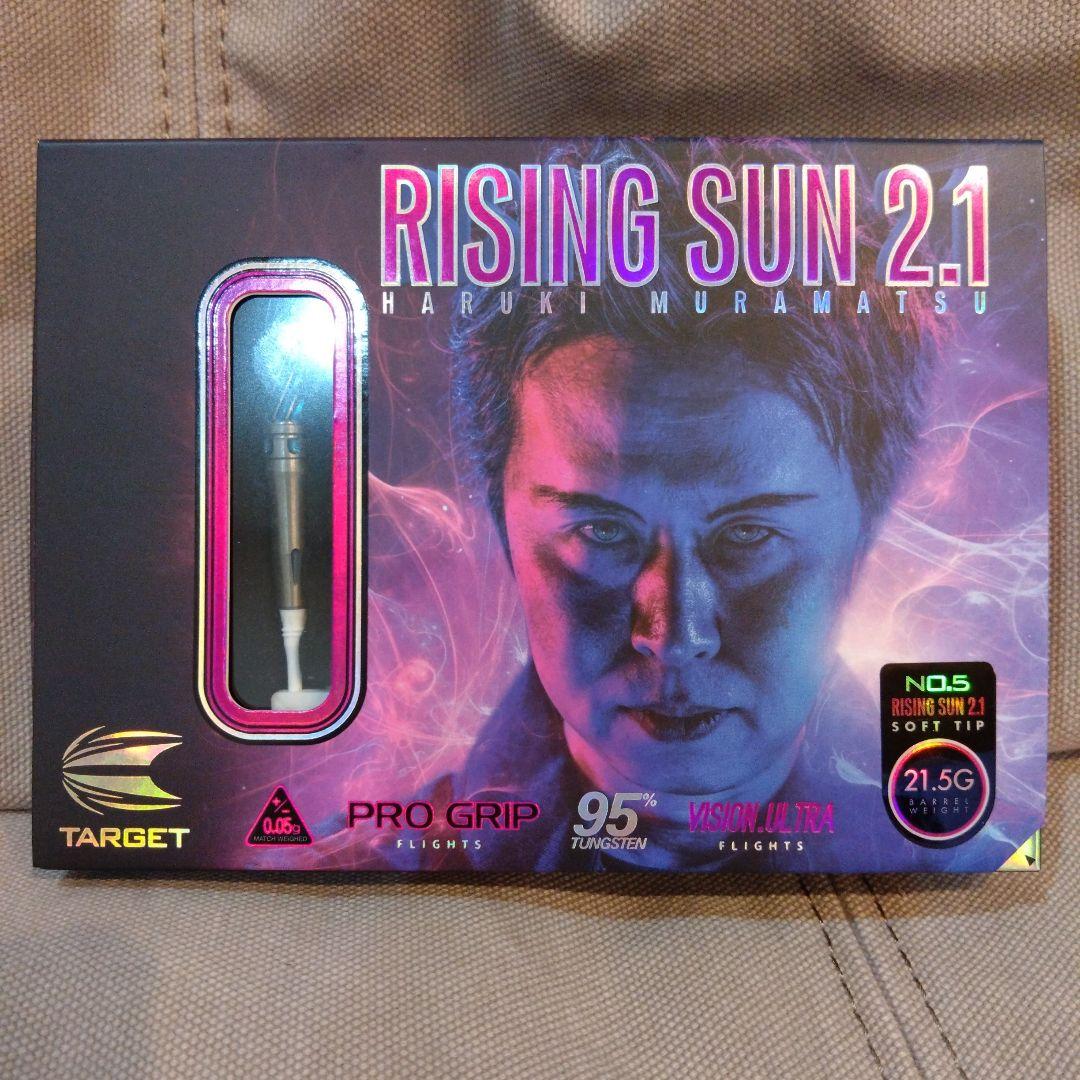 RISING SUN 2.1
HARUKI MURAMATSU
NO.5
RISING SUN 2.1
SOFT TIP
21.5G
BARREL
WEIGHT
TARGET
+/-
0.05g
MATCH WEIGHED
PRO GRIP
FLIGHTS
95%
TUNGSTEN
VISION.ULTRA
FLIGHTS